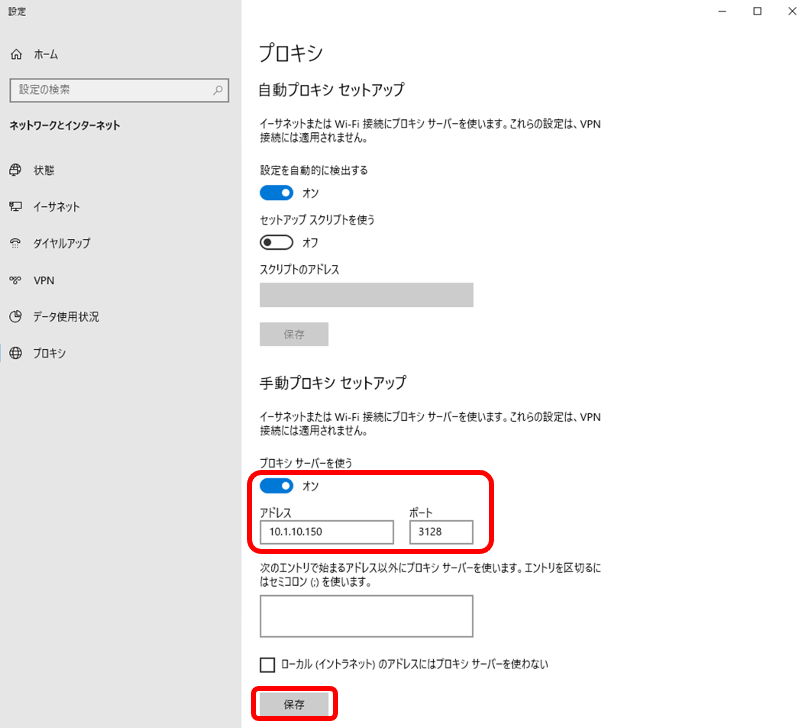 設定
ホーム
設定の検索
ネットワークとインターネット
状態
イーサネット
ダイヤルアップ
VPN
データ使用状況
プロキシ
プロキシ
自動プロキシ セットアップ
イーサネットまたは Wi-Fi 接続にプロキシ サーバーを使います。これらの設定は、VPN
接続には適用されません。
設定を自動的に検出する
オン
セットアップ スクリプトを使う
オフ
スクリプトのアドレス
保存
手動プロキシ セットアップ
イーサネットまたは Wi-Fi 接続にプロキシ サーバーを使います。これらの設定は、VPN
接続には適用されません。
プロキシ サーバーを使う
オン
アドレス ポート
10.1.10.150 3128
次のエントリで始まるアドレス以外にプロキシ サーバーを使います。エントリを区切るに
はセミコロン (;) を使います。
ローカル (イントラネット) のアドレスにはプロキシ サーバーを使わない
保存